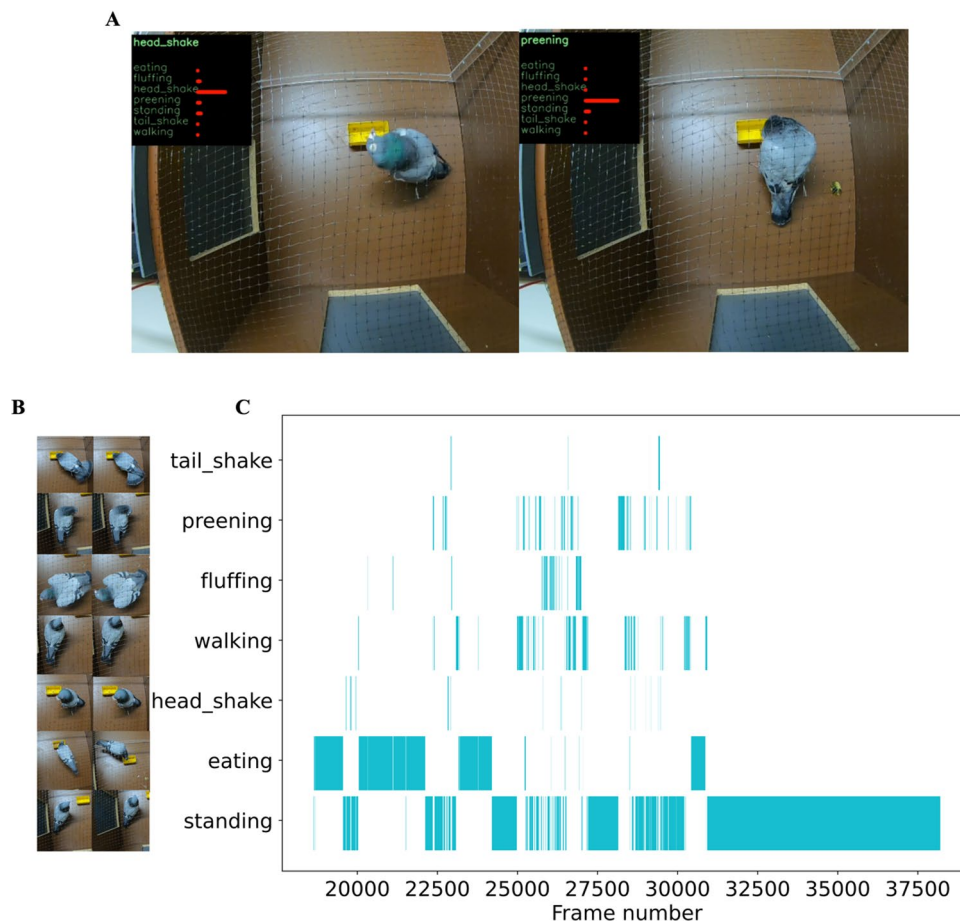 A
head_shake
eating
fluffing
head_shake
preening
standing
tail_shake
walking
preening
eating
fluffing
head_shake
preening
standing
tail_shake
walking
B
C
tail_shake
preening
fluffing
walking
head_shake
eating
standing
20000 22500 25000 27500 30000 32500 35000 37500
Frame number